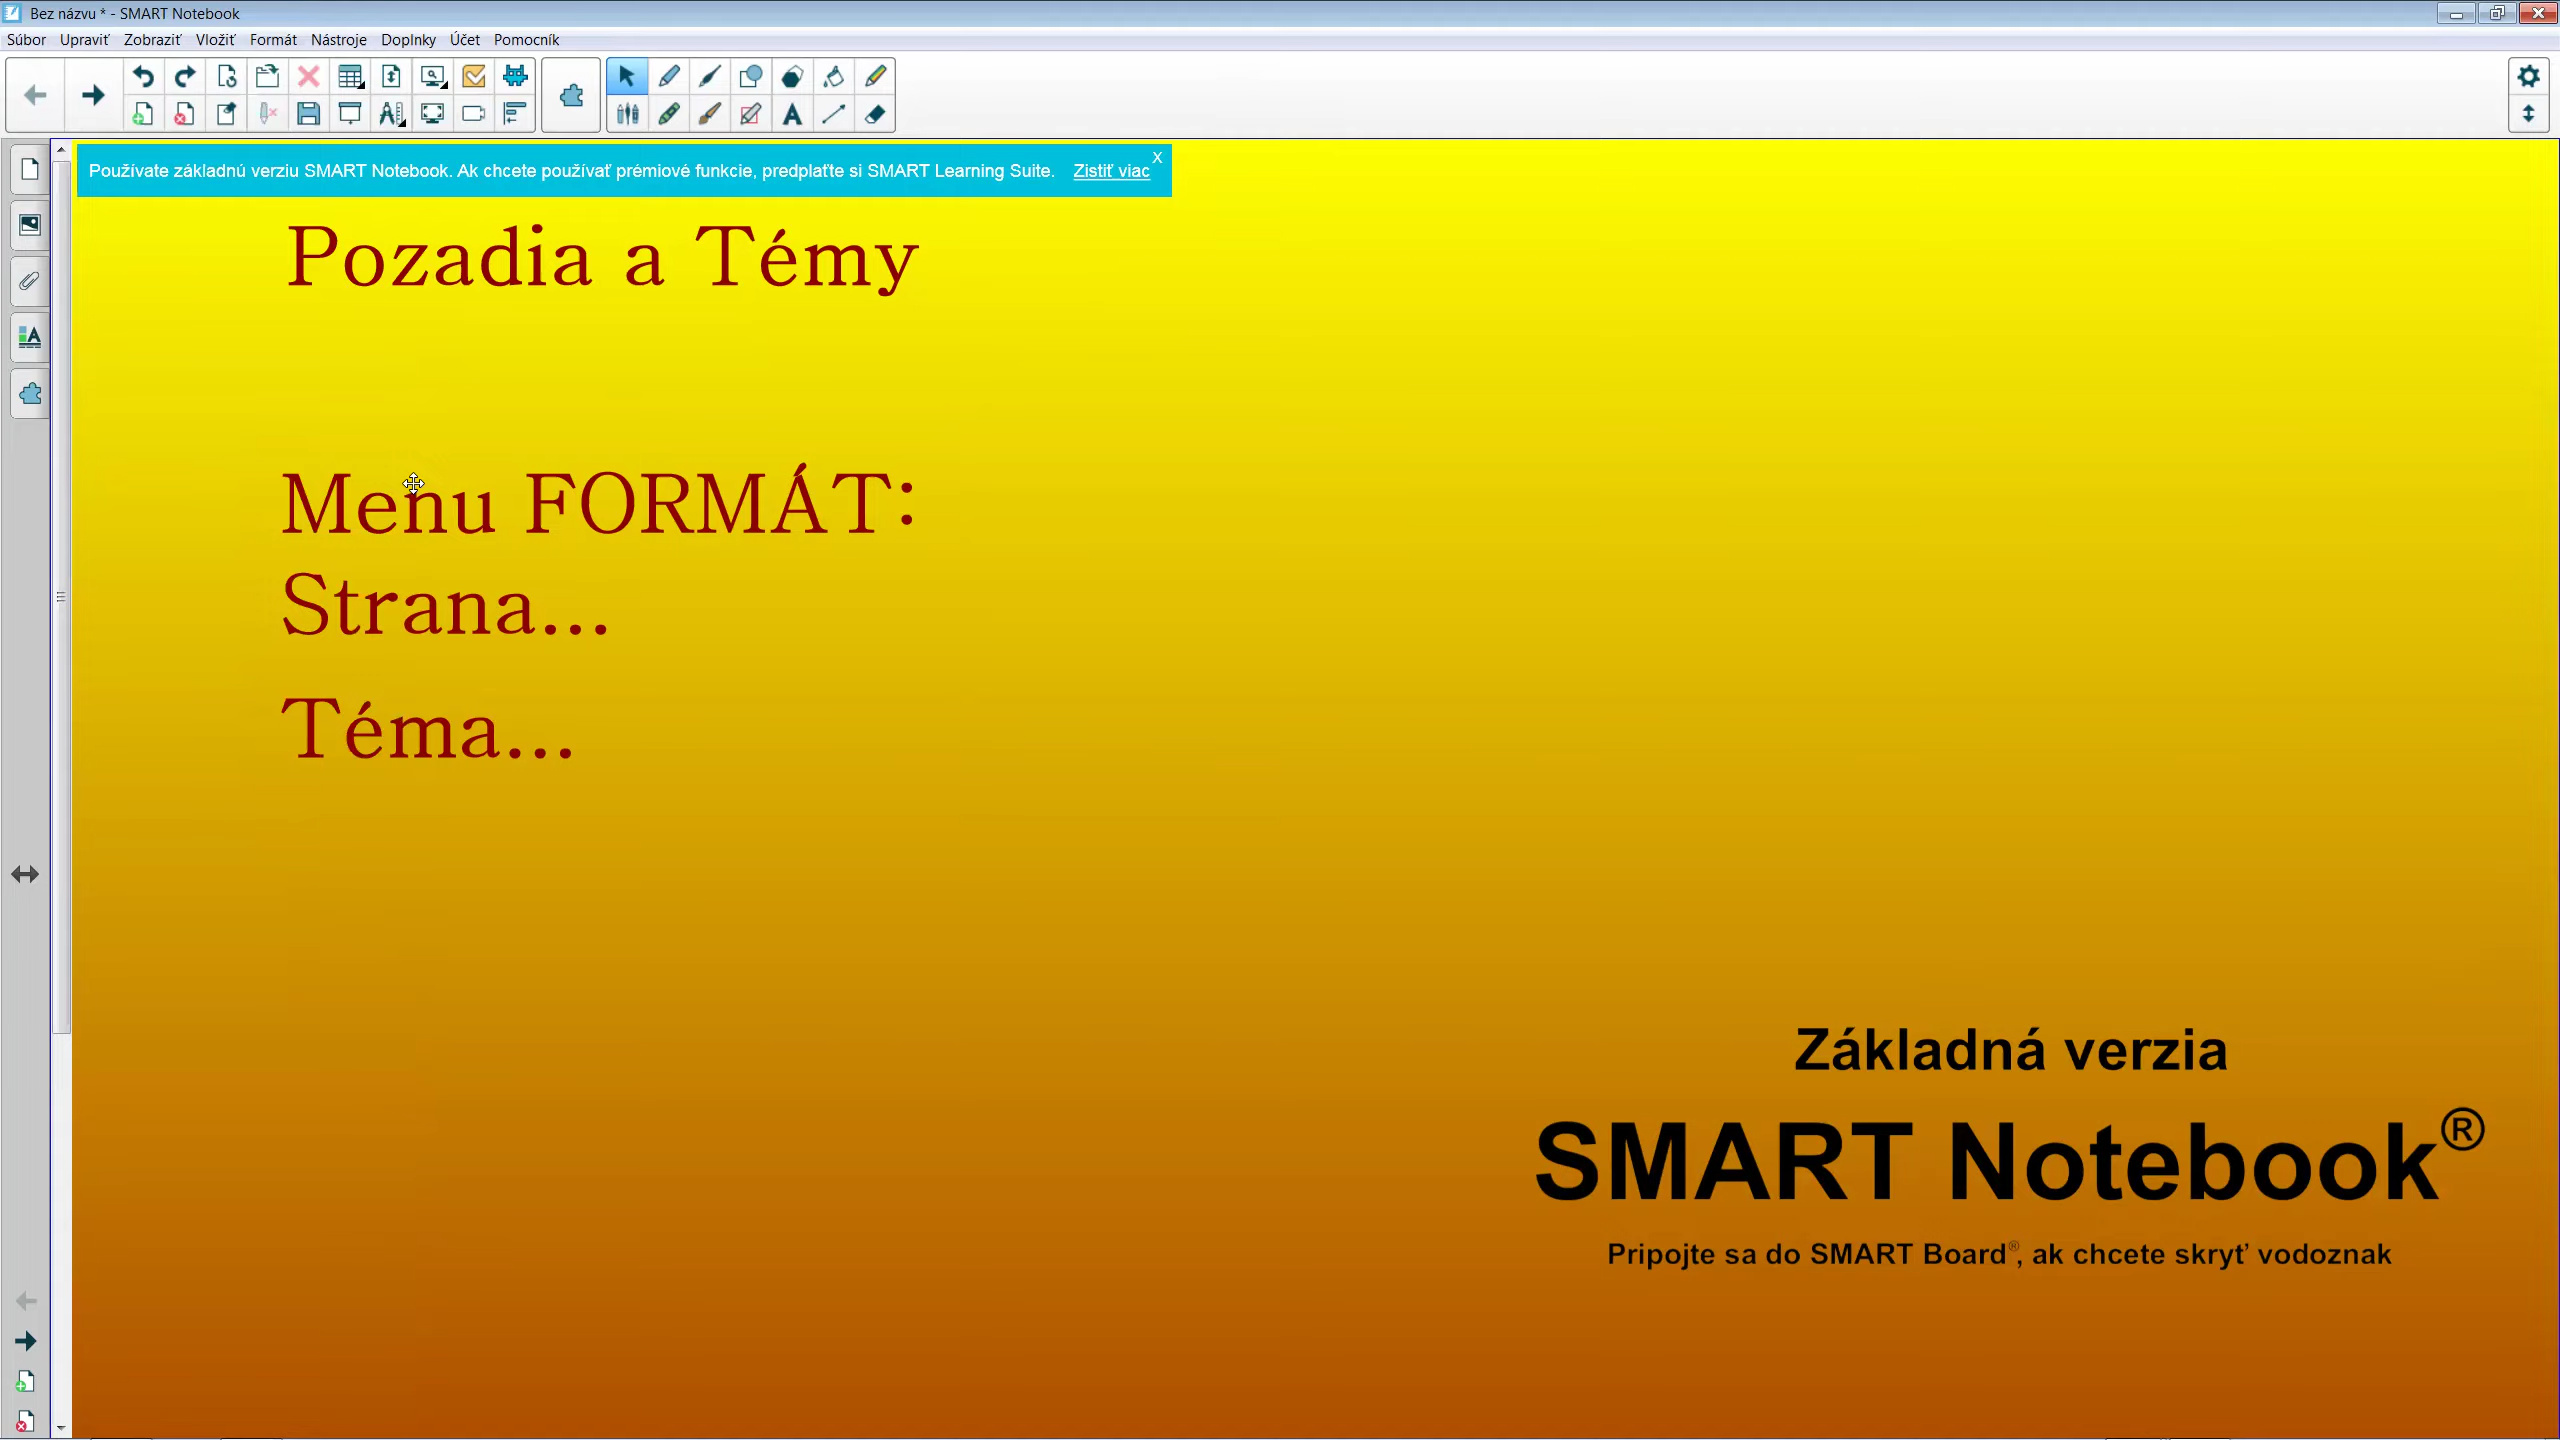 Bez názvu * - SMART Notebook
Súbor Upraviť Zobraziť Vložiť Formát Nástroje Doplnky Účet Pomocník
Používate základnú verziu SMART Notebook. Ak chcete používať prémiové funkcie, predplaťte si SMART Learning Suite. Zistiť viac X
Pozadia a Témy
Menu FORMÁT:
Strana...
Téma...
Základná verzia
SMART Notebook®
Pripojte sa do SMART Board®, ak chcete skryť vodoznak